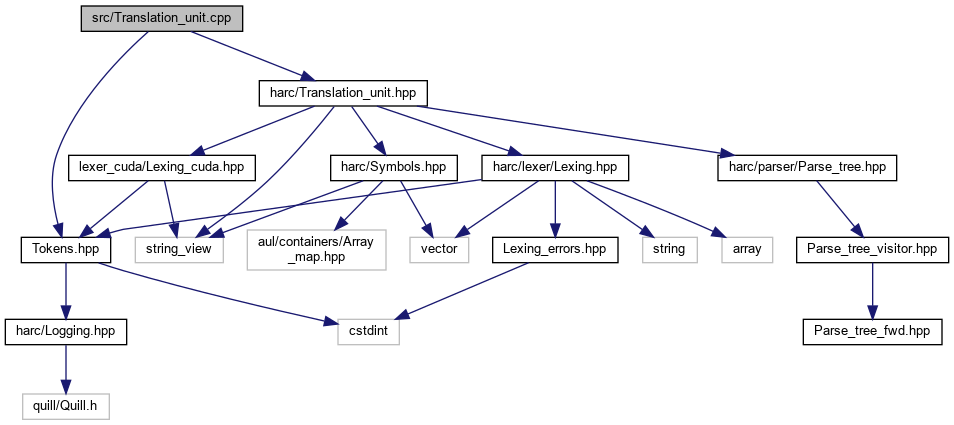 src/Translation_unit.cpp
harc/Translation_unit.hpp
lexer_cuda/Lexing_cuda.hpp
harc/Symbols.hpp
harc/lexer/Lexing.hpp
harc/parser/Parse_tree.hpp
Tokens.hpp
string_view
aul/containers/Array
_map.hpp
vector
Lexing_errors.hpp
string
array
Parse_tree_visitor.hpp
harc/Logging.hpp
cstdint
Parse_tree_fwd.hpp
quill/Quill.h